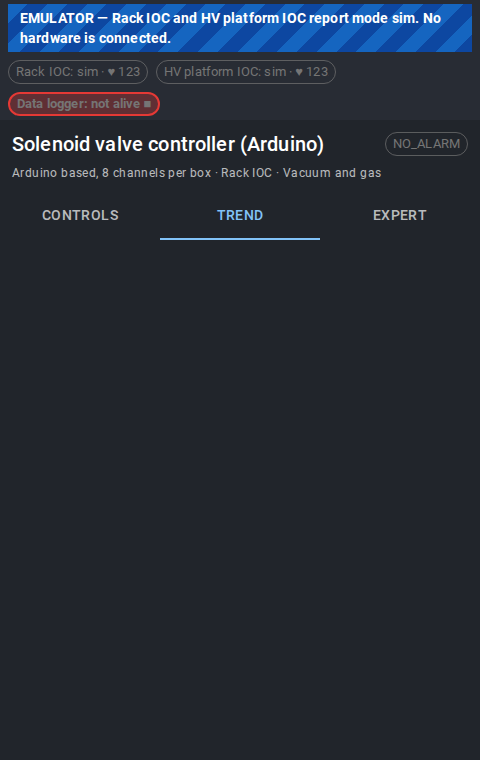 EMULATOR — Rack IOC and HV platform IOC report mode sim. No
hardware is connected.
Rack IOC: sim · ♥ 123
HV platform IOC: sim · ♥ 123
Data logger: not alive ■
Solenoid valve controller (Arduino)
NO_ALARM
Arduino based, 8 channels per box · Rack IOC · Vacuum and gas
CONTROLS
TREND
EXPERT